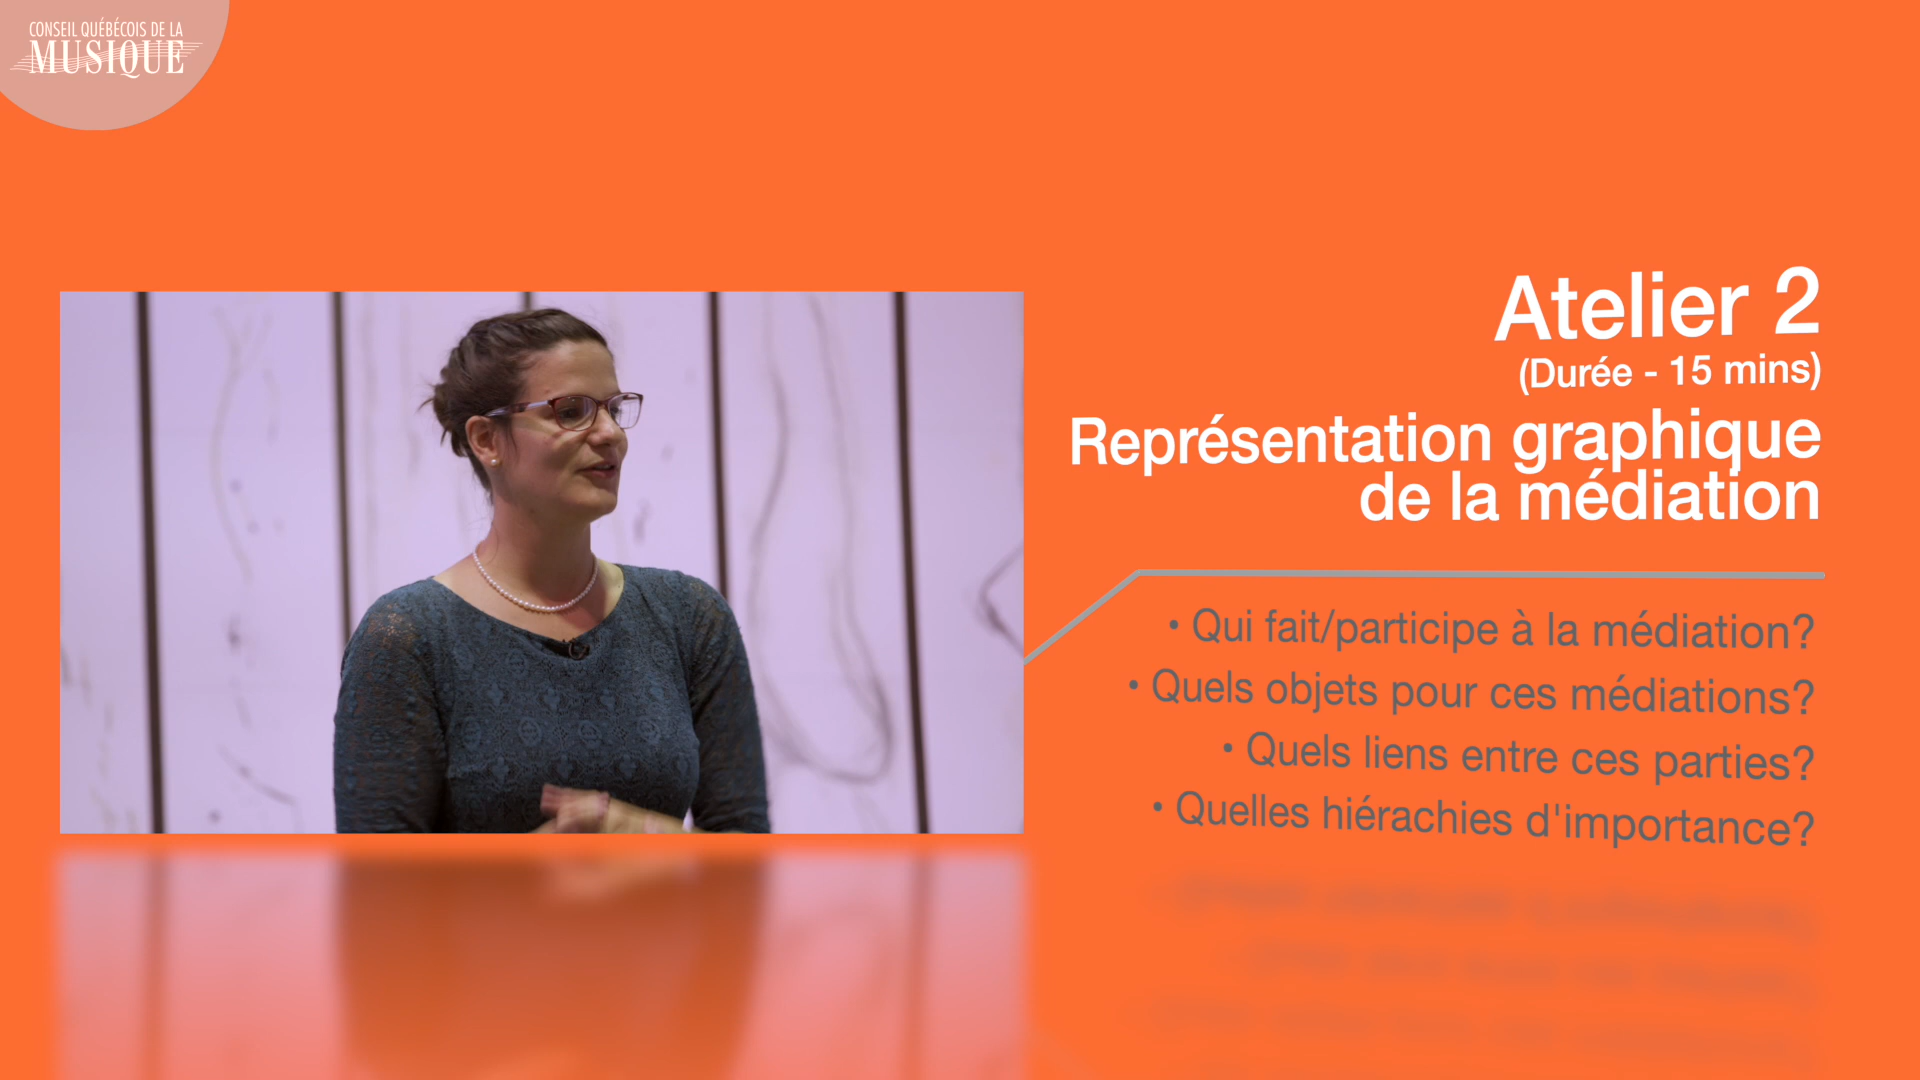 CONSEIL QUÉBÉCOIS DE LA
MUSIQUE
Atelier 2
(Durée - 15 mins)
Représentation graphique
de la médiation
• Qui fait/participe à la médiation?
• Quels objets pour ces médiations?
• Quels liens entre ces parties?
• Quelles hiérachies d'importance?